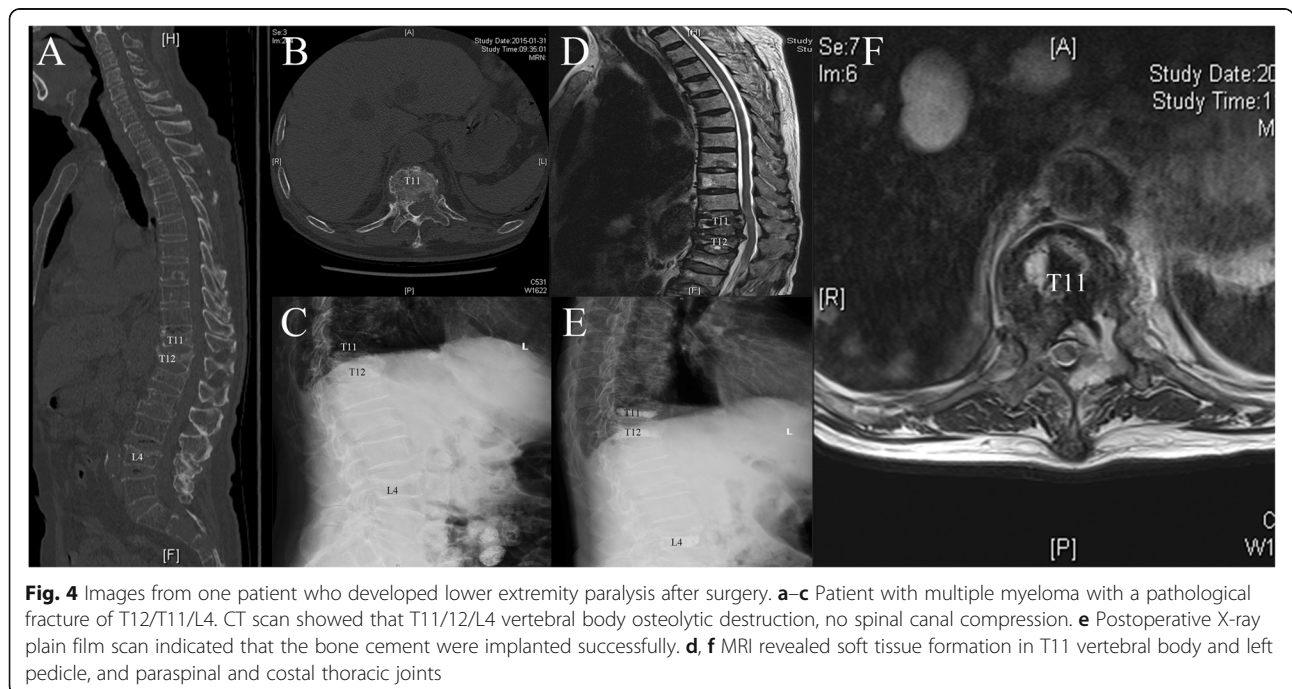 A
[H]
T11
T12
L4
[F]
B
Se:3
[A]
Study Date:2015-01-31
Study Time:09:35:01
MRN:
[R]
T11
[L]
C531
W1622
[P]
C
T11
L
T12
L4
D
[H]
Study
T11
T12
[F]
E
T11
T12
L
L4
F
Se:7
Im:6
[A]
Study Date:20
Study Time:1
M
[R]
T11
C
W1
[P]
Fig. 4 Images from one patient who developed lower extremity paralysis after surgery. a–c Patient with multiple myeloma with a pathological
fracture of T12/T11/L4. CT scan showed that T11/12/L4 vertebral body osteolytic destruction, no spinal canal compression. e Postoperative X-ray
plain film scan indicated that the bone cement were implanted successfully. d, f MRI revealed soft tissue formation in T11 vertebral body and left
pedicle, and paraspinal and costal thoracic joints